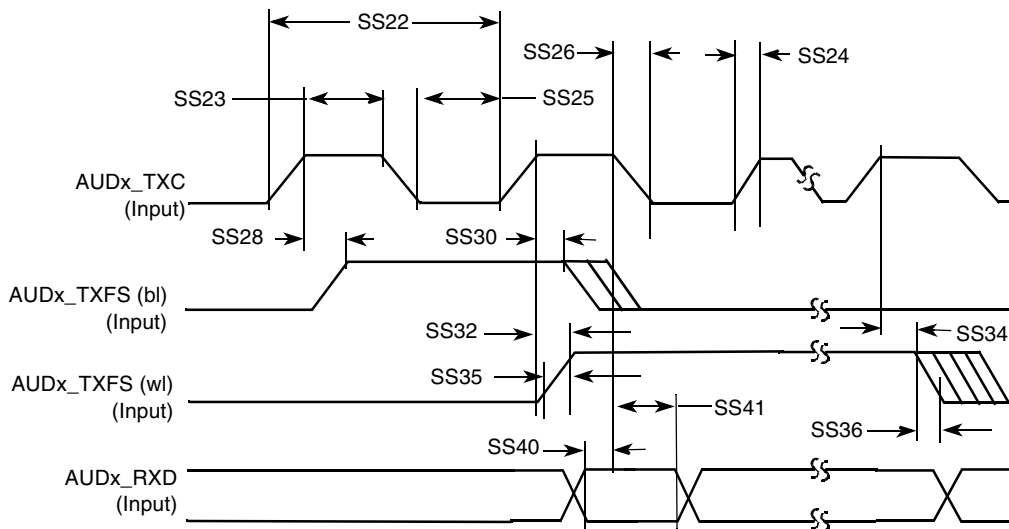 SS22
SS26
SS24
SS23
SS25
AUDx_TXC
(Input)
SS28
SS30
AUDx_TXFS (bl)
(Input)
SS32
SS34
SS35
AUDx_TXFS (wl)
(Input)
SS41
SS36
SS40
AUDx_RXD
(Input)